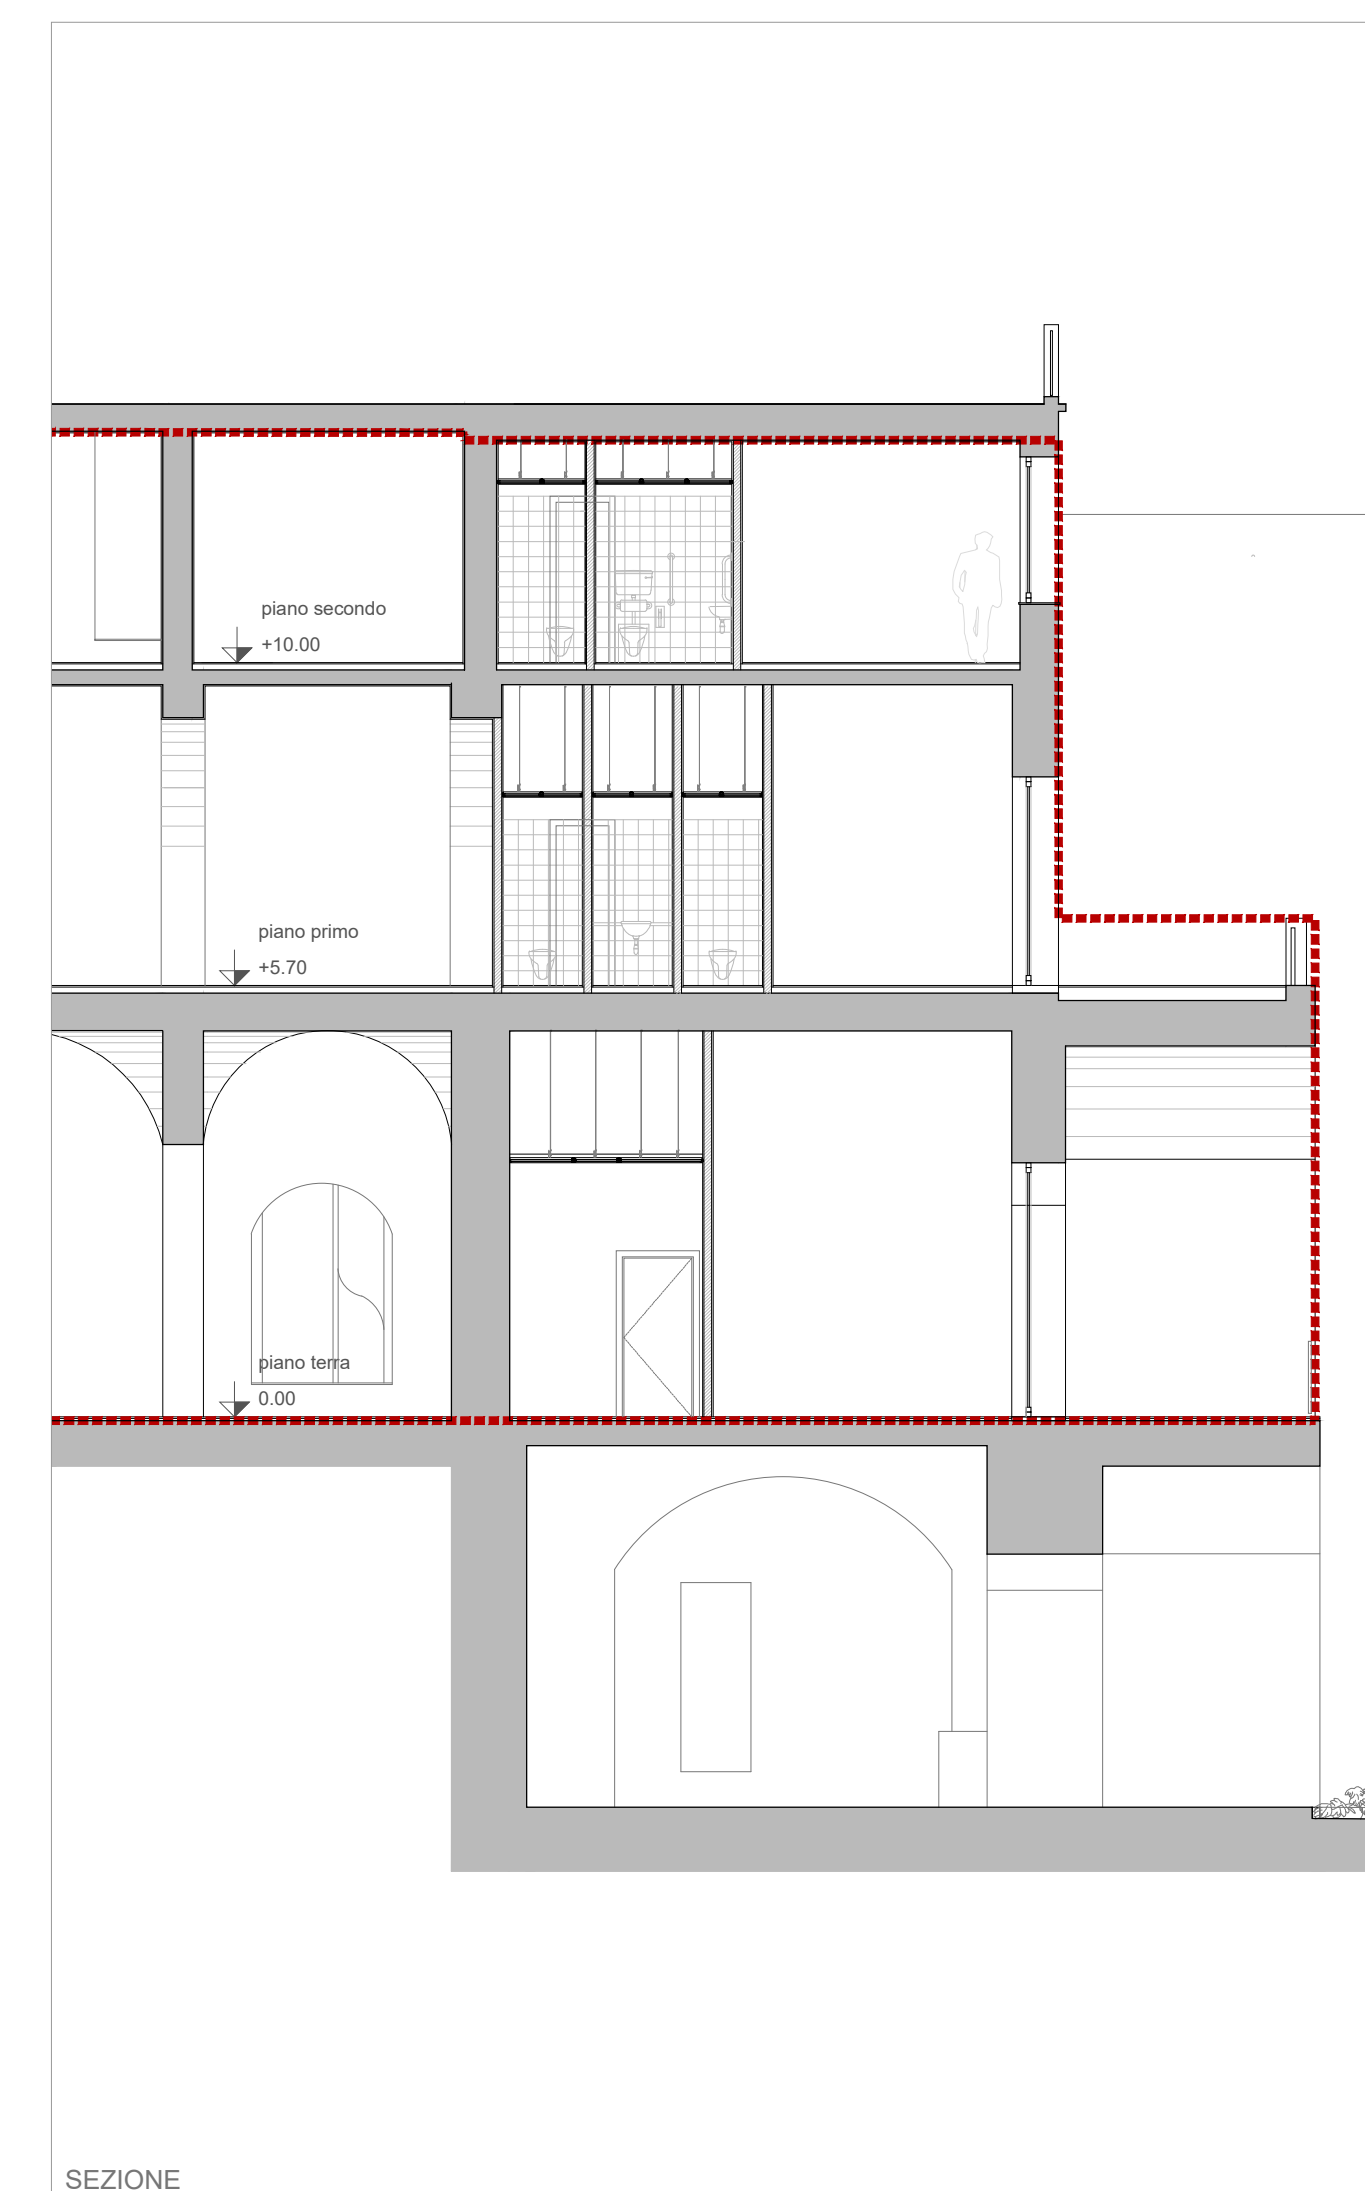 piano secondo
+10.00
piano primo
+5.70
piano terra
0.00
SEZIONE